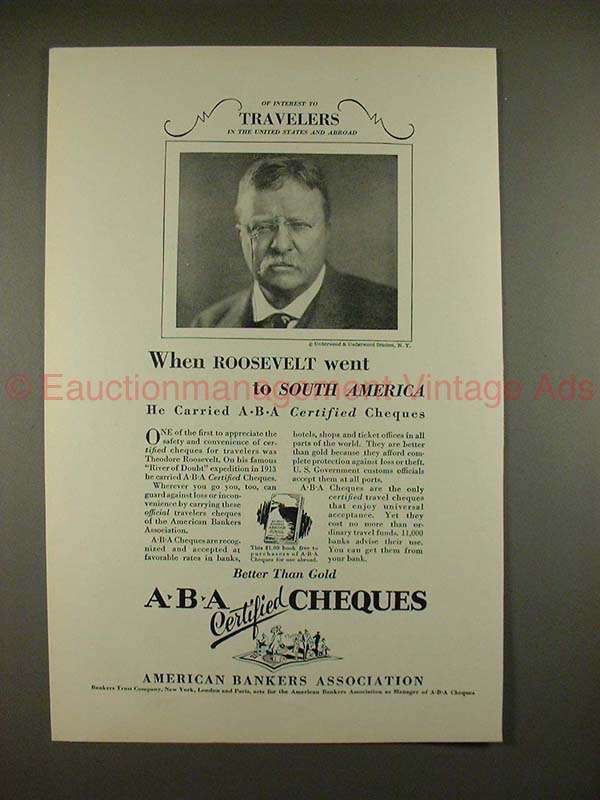 OF INTEREST TO
TRAVELERS
IN THE UNITED STATES AND ABROAD
© Underwood & Underwood Studios, N. Y.
When ROOSEVELT went
to SOUTH AMERICA
© Eauctionmanagement Vintage Ads
He Carried A·B·A Certified Cheques
ONE of the first to appreciate the
safety and convenience of cer-
tified cheques for travelers was
Theodore Roosevelt. On his famous
"River of Doubt" expedition in 1913
he carried A·B·A Certified Cheques.
Wherever you go you, too, can
guard against loss or incon-
venience by carrying these
official travelers cheques
of the American Bankers
Association.
A·B·A Cheques are recog-
nized and accepted at
favorable rates in banks,
This $1.00 book free to
purchasers of A·B·A
Cheques for use abroad.
hotels, shops and ticket offices in all
parts of the world. They are better
than gold because they afford com-
plete protection against loss or theft.
U. S. Government customs officials
accept them at all ports.
A·B·A Cheques are the only
certified travel cheques
that enjoy universal
acceptance. Yet they
cost no more than or-
dinary travel funds. 11,000
banks advise their use.
You can get them from
your bank.
Better Than Gold
A·B·A Certified CHEQUES
AMERICAN BANKERS ASSOCIATION
Bankers Trust Company, New York, London and Paris, acts for the American Bankers Association as Manager of A·B·A Cheques